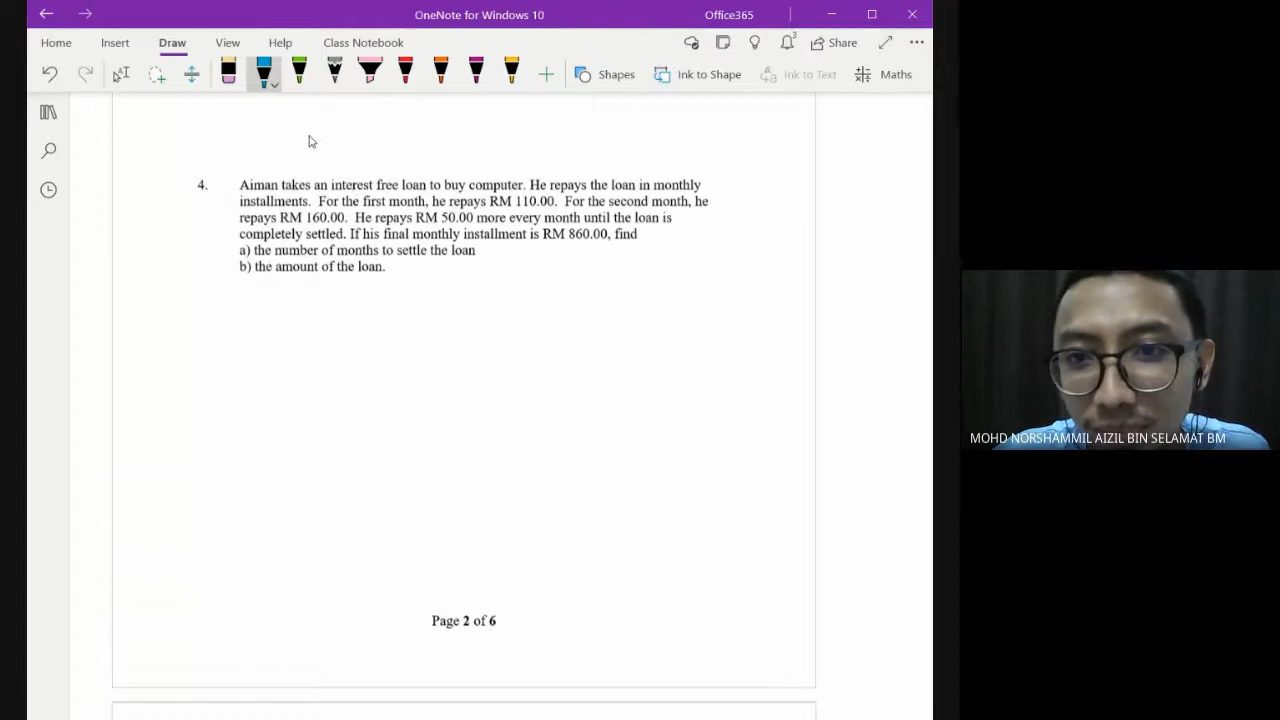 OneNote for Windows 10
Office365
Home
Insert
Draw
View
Help
Class Notebook
3
Share
Shapes
Ink to Shape
Ink to Text
Maths
4.
Aiman takes an interest free loan to buy computer. He repays the loan in monthly
installments. For the first month, he repays RM 110.00. For the second month, he
repays RM 160.00. He repays RM 50.00 more every month until the loan is
completely settled. If his final monthly installment is RM 860.00, find
a) the number of months to settle the loan
b) the amount of the loan.
MOHD NORSHAMMIL AIZIL BIN SELAMAT BM
Page 2 of 6